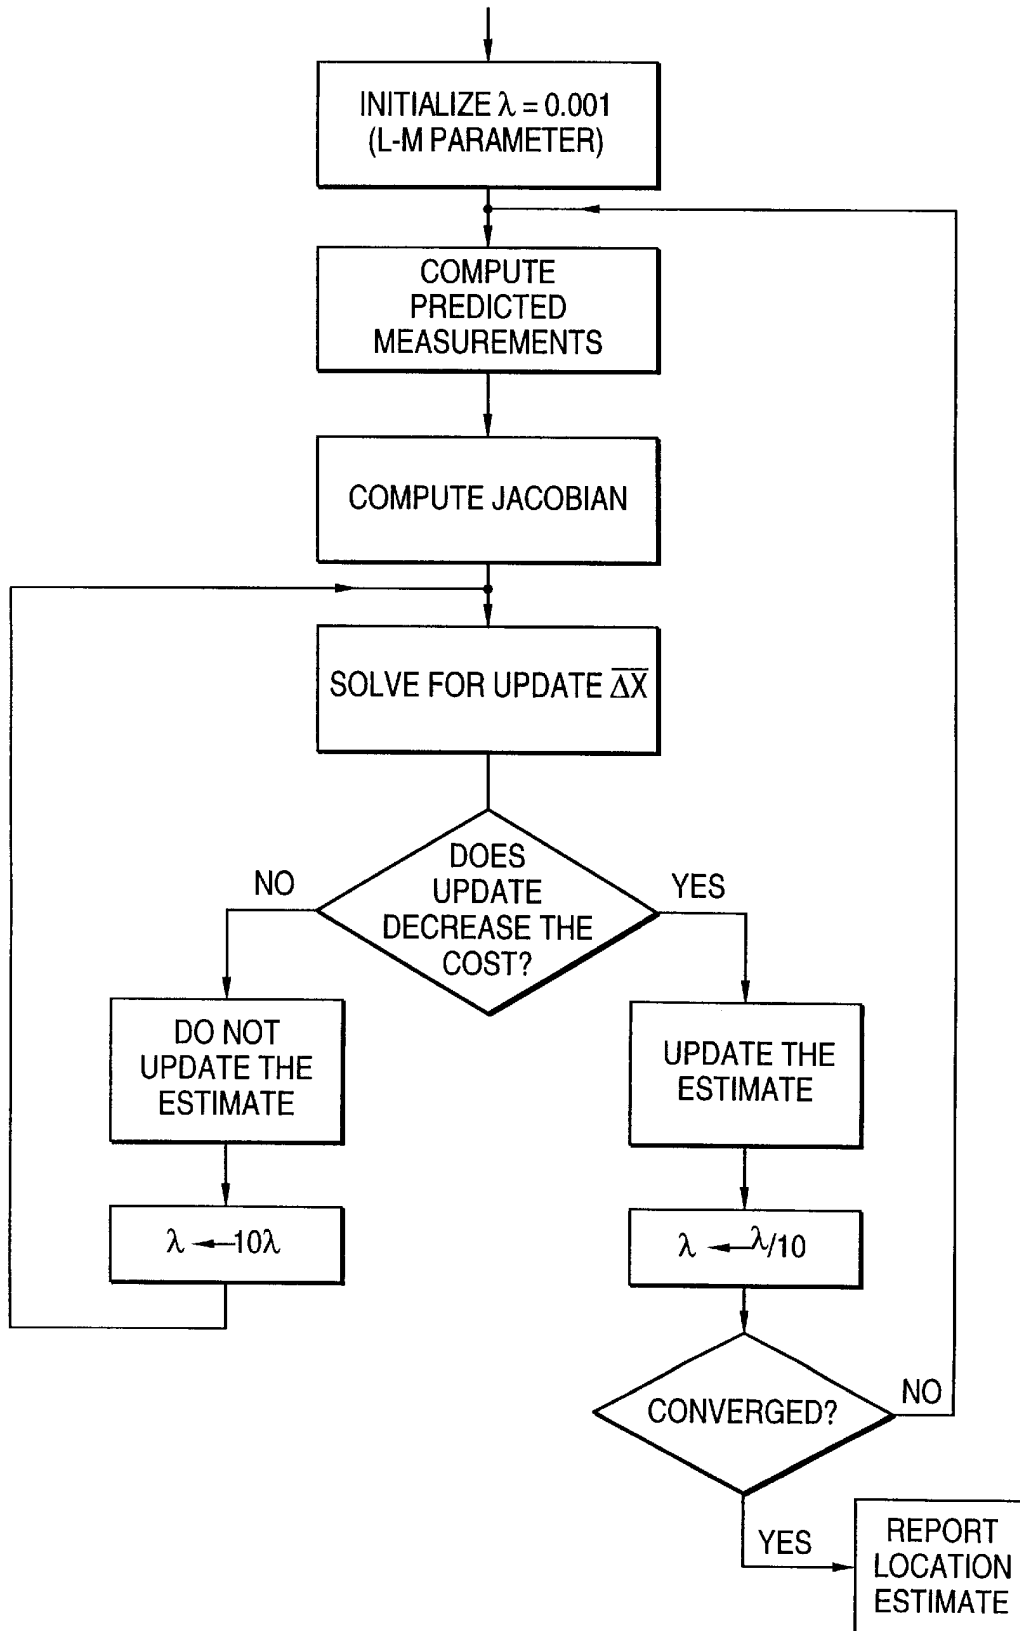 INITIALIZE λ = 0.001
(L-M PARAMETER)
COMPUTE
PREDICTED
MEASUREMENTS
COMPUTE JACOBIAN
SOLVE FOR UPDATE \overline{ΔX}
DOES
UPDATE
DECREASE THE
COST?
NO
YES
DO NOT
UPDATE THE
ESTIMATE
UPDATE THE
ESTIMATE
λ ← 10λ
λ ← λ/10
CONVERGED?
NO
YES
REPORT
LOCATION
ESTIMATE